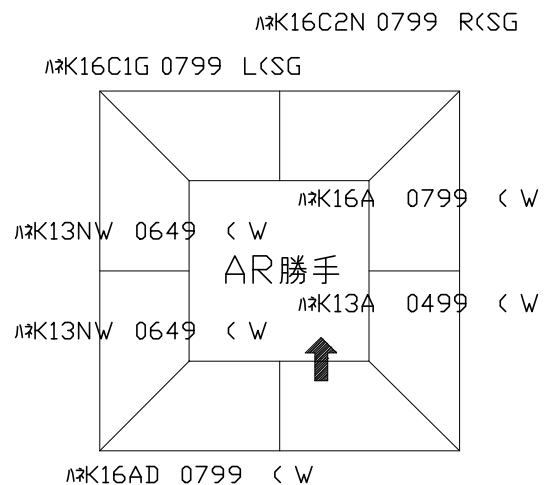 ﾊﾈK16C2N 0799 R(SG
ﾊﾈK16C1G 0799 L(SG
ﾊﾈK16A 0799 ( W
ﾊﾈK13NW 0649 ( W
AR勝手
ﾊﾈK13A 0499 ( W
ﾊﾈK13NW 0649 ( W
ﾊﾈK16AD 0799 ( W